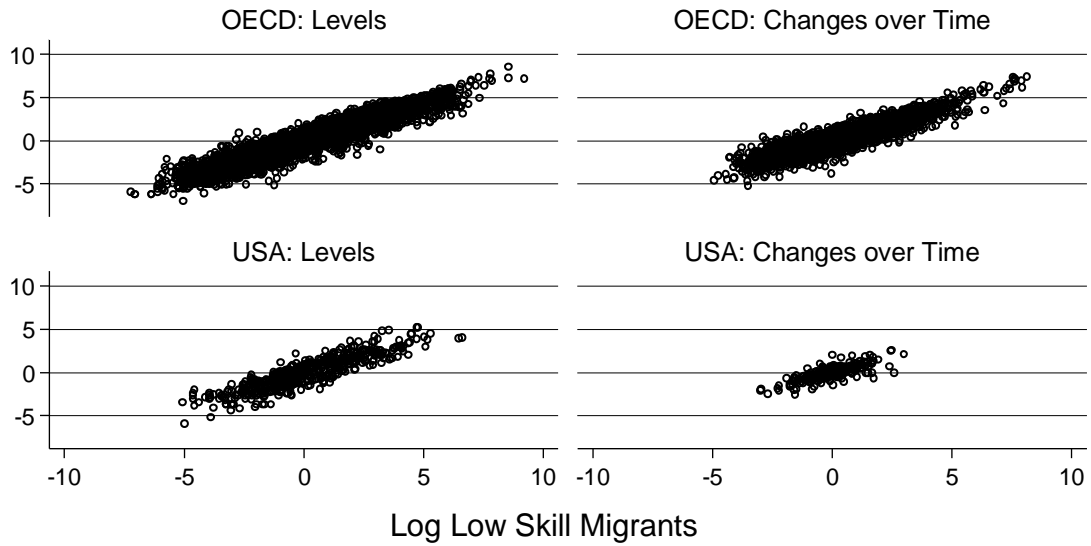 OECD: Levels
OECD: Changes over Time
10
5
0
-5
USA: Levels
USA: Changes over Time
10
5
0
-5
-10 -5 0 5 10
-10 -5 0 5 10
Log Low Skill Migrants